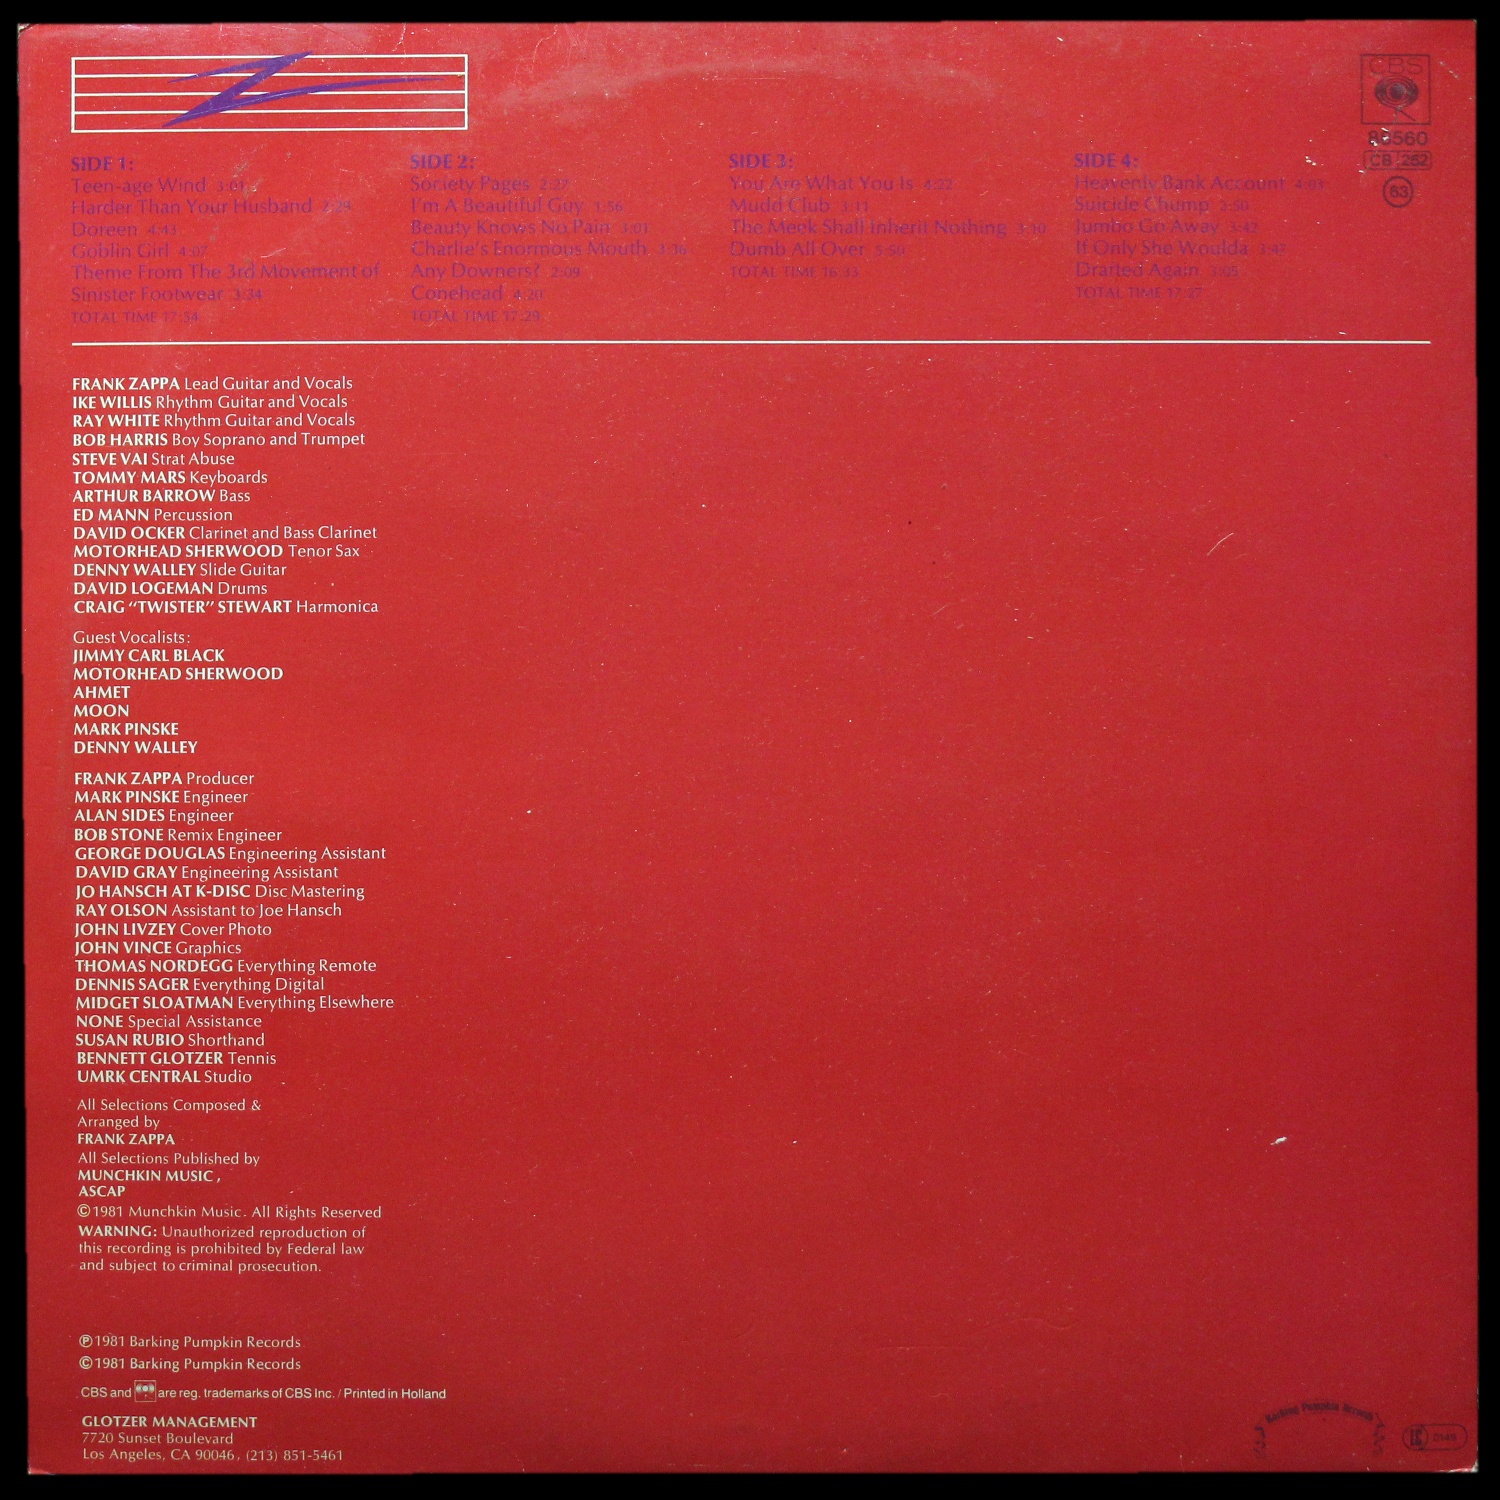 CBS
CB 262
83
SIDE 1:
Teen-age Wind 3:01
Harder Than Your Husband 2:29
Doreen 4:43
Goblin Girl 4:07
Theme From The 3rd Movement of
Sinister Footwear 3:34
TOTAL TIME 17:54
SIDE 2:
Society Pages 2:27
I'm A Beautiful Guy 1:56
Beauty Knows No Pain 3:01
Charlie's Enormous Mouth 3:36
Any Downers? 2:09
Conehead 4:20
TOTAL TIME 17:29
SIDE 3:
You Are What You Is 4:22
Mudd Club 3:11
The Meek Shall Inherit Nothing 3:10
Dumb All Over 5:50
TOTAL TIME 16:33
SIDE 4:
Heavenly Bank Account 4:03
Suicide Chump 2:50
Jumbo Go Away 3:42
If Only She Woulda 3:47
Drafted Again 3:05
TOTAL TIME 17:27
FRANK ZAPPA Lead Guitar and Vocals
IKE WILLIS Rhythm Guitar and Vocals
RAY WHITE Rhythm Guitar and Vocals
BOB HARRIS Boy Soprano and Trumpet
STEVE VAI Strat Abuse
TOMMY MARS Keyboards
ARTHUR BARROW Bass
ED MANN Percussion
DAVID OCKER Clarinet and Bass Clarinet
MOTORHEAD SHERWOOD Tenor Sax
DENNY WALLEY Slide Guitar
DAVID LOGEMAN Drums
CRAIG "TWISTER" STEWART Harmonica
Guest Vocalists:
JIMMY CARL BLACK
MOTORHEAD SHERWOOD
AHMET
MOON
MARK PINSKE
DENNY WALLEY
FRANK ZAPPA Producer
MARK PINSKE Engineer
ALAN SIDES Engineer
BOB STONE Remix Engineer
GEORGE DOUGLAS Engineering Assistant
DAVID GRAY Engineering Assistant
JO HANSCH AT K-DISC Disc Mastering
RAY OLSON Assistant to Joe Hansch
JOHN LIVZEY Cover Photo
JOHN VINCE Graphics
THOMAS NORDEGG Everything Remote
DENNIS SAGER Everything Digital
MIDGET SLOATMAN Everything Elsewhere
NONE Special Assistance
SUSAN RUBIO Shorthand
BENNETT GLOTZER Tennis
UMRK CENTRAL Studio
All Selections Composed &
Arranged by
FRANK ZAPPA
All Selections Published by
MUNCHKIN MUSIC,
ASCAP
©1981 Munchkin Music. All Rights Reserved
WARNING: Unauthorized reproduction of
this recording is prohibited by Federal law
and subject to criminal prosecution.
℗1981 Barking Pumpkin Records
©1981 Barking Pumpkin Records
CBS and are reg. trademarks of CBS Inc. / Printed in Holland
GLOTZER MANAGEMENT
7720 Sunset Boulevard
Los Angeles, CA 90046, (213) 851-5461
Barking Pumpkin Records